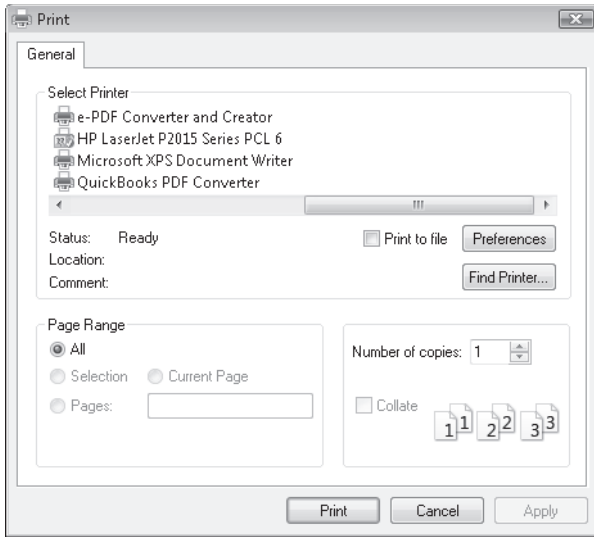 Print
General
Select Printer
e-PDF Converter and Creator
HP LaserJet P2015 Series PCL 6
Microsoft XPS Document Writer
QuickBooks PDF Converter
Status: Ready
Print to file
Preferences
Location:
Comment:
Find Printer...
Page Range
All
Selection
Current Page
Pages:
Number of copies: 1
Collate
1 1 2 2 3 3
Print
Cancel
Apply